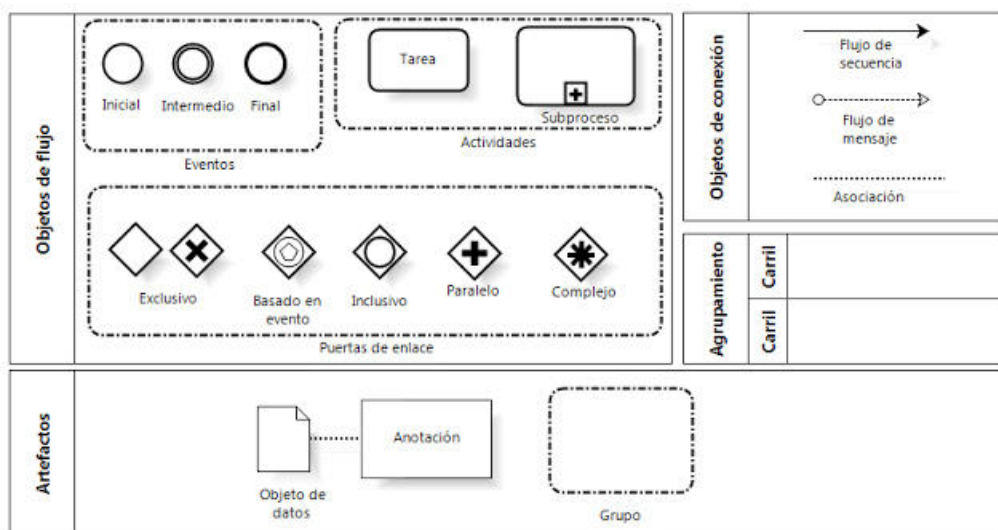 Objetos de flujo
Inicial
Intermedio
Final
Eventos
Tarea
Subproceso
Actividades
Exclusivo
Basado en
evento
Inclusivo
Paralelo
Complejo
Puertas de enlace
Objetos de conexión
Flujo de
secuencia
Flujo de
mensaje
Asociación
Agrupamiento
Carril
Carril
Artefactos
Objeto de
datos
Anotación
Grupo